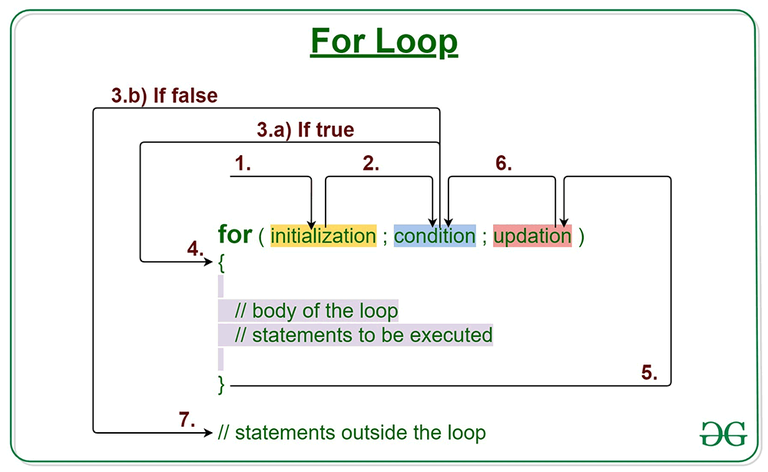 For Loop
3.b) If false
3.a) If true
1.
2.
6.
for ( initialization ; condition ; updation )
4.
{
// body of the loop
// statements to be executed
}
5.
7.
// statements outside the loop